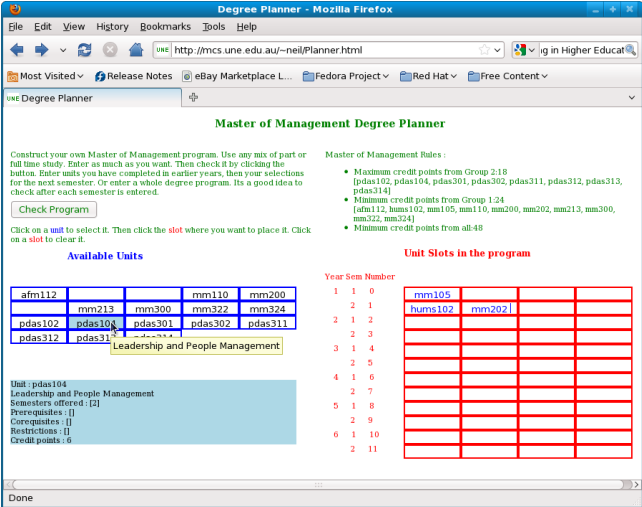 Degree Planner - Mozilla Firefox
File Edit View History Bookmarks Tools Help
UNE http://mcs.une.edu.au/~neil/Planner.html
ıg in Higher Educat
Most Visited Release Notes eBay Marketplace L... Fedora Project Red Hat Free Content
UNE Degree Planner
Master of Management Degree Planner
Construct your own Master of Management program. Use any mix of part or
full time study. Enter as much as you want. Then check it by clicking the
button. Enter units you have completed in earlier years, then your selections
for the next semester. Or enter a whole degree program. Its a good idea to
check after each semester is entered.
Check Program
Click on a unit to select it. Then click the slot where you want to place it. Click
on a slot to clear it.
Master of Management Rules :
Maximum credit points from Group 2:18
[pdas102, pdas104, pdas301, pdas302, pdas311, pdas312, pdas313,
pdas314]
Minimum credit points from Group 1:24
[afm112, hums102, mm105, mm110, mm200, mm202, mm213, mm300,
mm322, mm324]
Minimum credit points from all:48
Available Units
afm112 mm110 mm200
mm213 mm300 mm322 mm324
pdas102 pdas104 pdas301 pdas302 pdas311
pdas312 pdas313
Leadership and People Management
Unit : pdas104
Leadership and People Management
Semesters offered : [2]
Prerequisites : []
Corequisites : []
Restrictions : []
Credit points : 6
Unit Slots in the program
Year Sem Number
1 1 0 mm105
2 1 hums102 mm202
2 1 2
2 3
3 1 4
2 5
4 1 6
2 7
5 1 8
2 9
6 1 10
2 11
Done